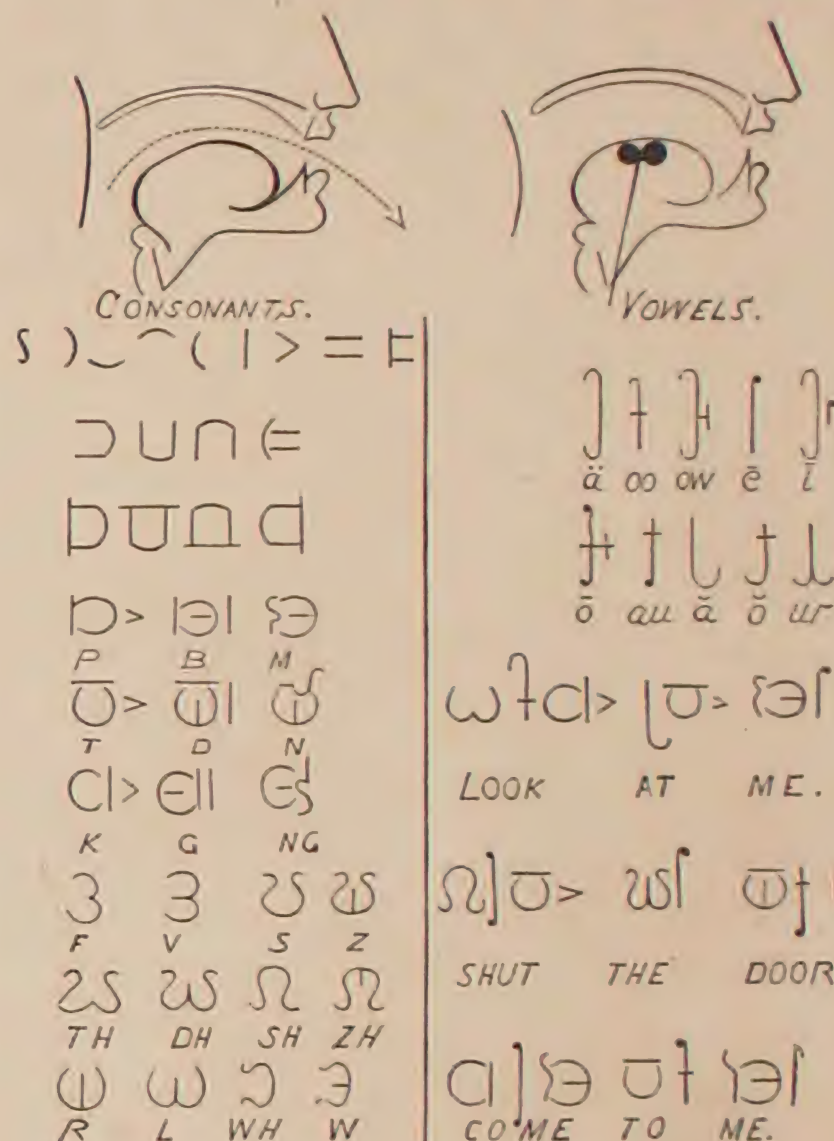 CONSONANTS.
P B M
T D N
K G NG
F V S Z
TH DH SH ZH
R L WH W
VOWELS.
ä oo ow ē ī
ō au ă ŏ ur
LOOK AT ME.
SHUT THE DOOR
COME TO ME.